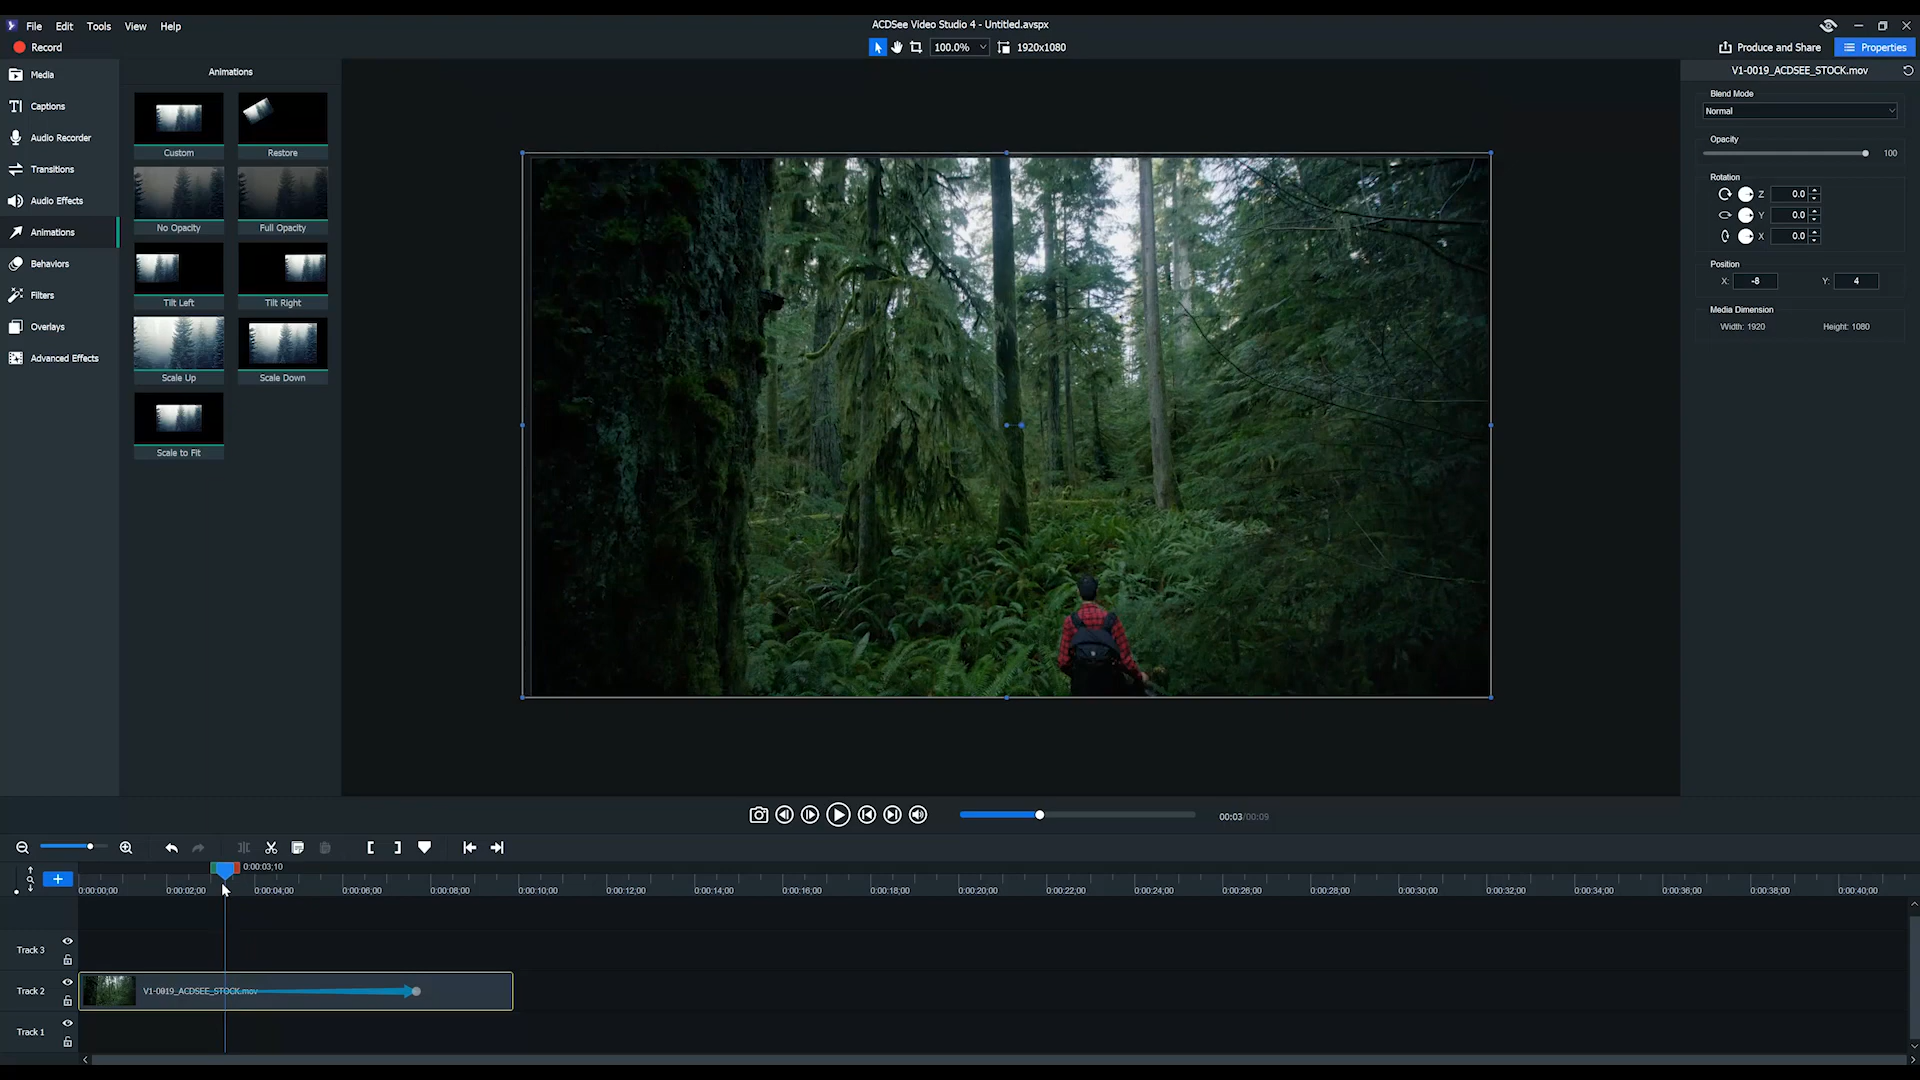 File Edit Tools View Help
ACDSee Video Studio 4 - Untitled.avspx
Record
100.0%
1920x1080
Produce and Share
Properties
Media
Captions
Audio Recorder
Transitions
Audio Effects
Animations
Behaviors
Filters
Overlays
Advanced Effects
Animations
Custom
Restore
No Opacity
Full Opacity
Tilt Left
Tilt Right
Scale Up
Scale Down
Scale to Fit
V1-0019_ACDSEE_STOCK.mov
Blend Mode
Normal
Opacity
100
Rotation
Z 0.0
Y 0.0
X 0.0
Position
X: -8 Y: 4
Media Dimension
Width: 1920 Height: 1080
00:03/00:09
0:00:03;10
0:00:00;00 0:00:02;00 0:00:04;00 0:00:06;00 0:00:08;00 0:00:10;00 0:00:12;00 0:00:14;00 0:00:16;00 0:00:18;00 0:00:20;00 0:00:22;00 0:00:24;00 0:00:26;00 0:00:28;00 0:00:30;00 0:00:32;00 0:00:34;00 0:00:36;00 0:00:38;00 0:00:40;00
Track 3
Track 2
V1-0019_ACDSEE_STOCK.mov
Track 1